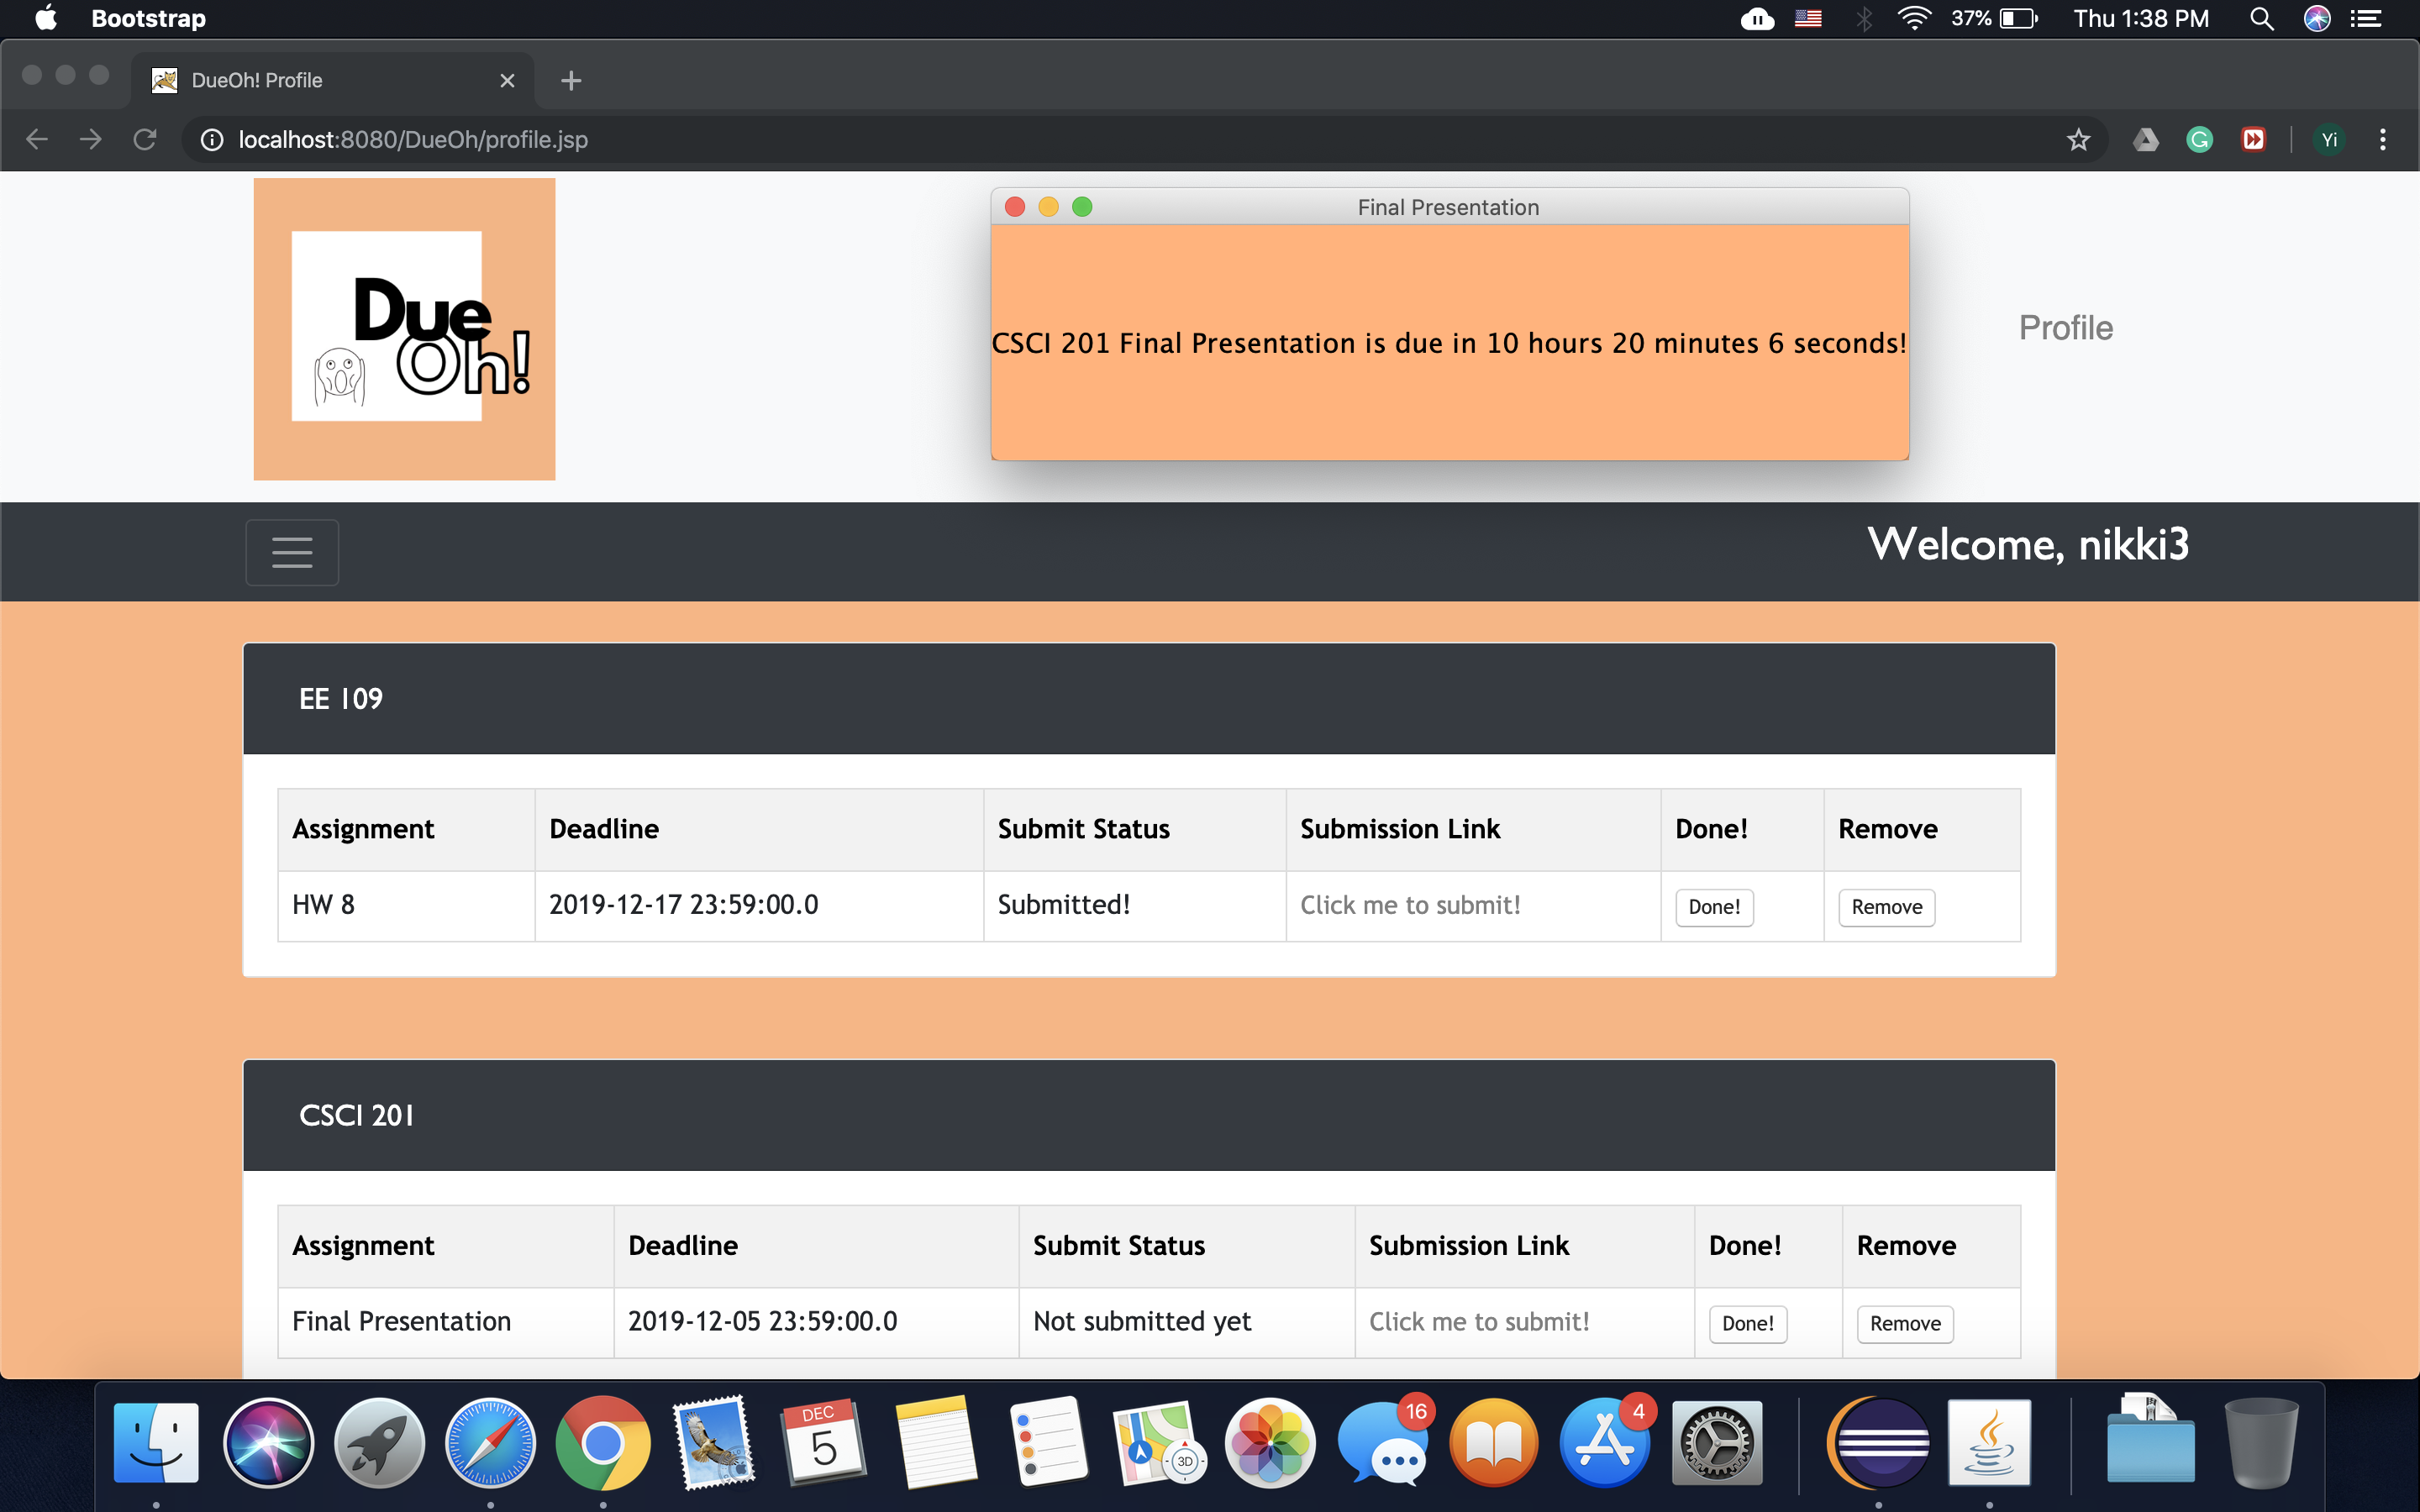 Bootstrap
37%
Thu 1:38 PM
DueOh! Profile
localhost:8080/DueOh/profile.jsp
Yi
Final Presentation
Due
Oh!
CSCI 201 Final Presentation is due in 10 hours 20 minutes 6 seconds!
Profile
Welcome, nikki3
EE 109
Assignment Deadline Submit Status Submission Link Done! Remove
HW 8 2019-12-17 23:59:00.0 Submitted! Click me to submit! Done! Remove
CSCI 201
Assignment Deadline Submit Status Submission Link Done! Remove
Final Presentation 2019-12-05 23:59:00.0 Not submitted yet Click me to submit! Done! Remove
DEC
5
3D
16
4